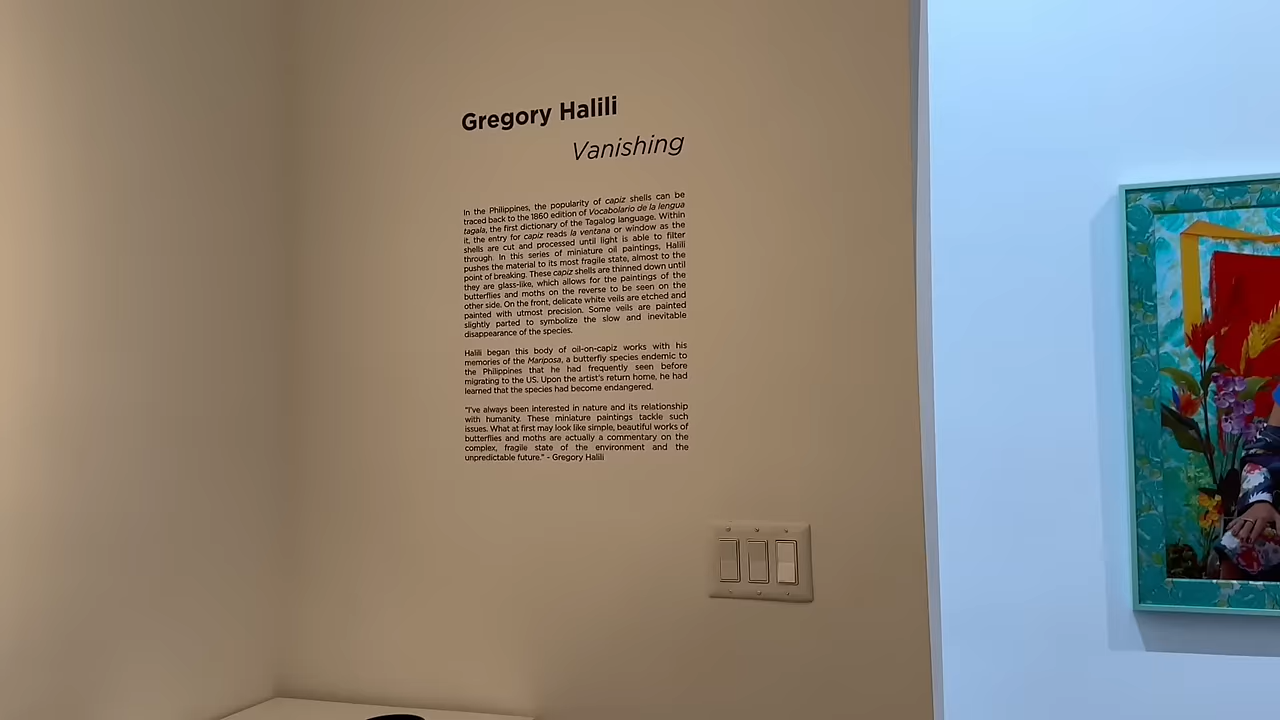 Gregory Halili
Vanishing
In the Philippines, the popularity of capiz shells can be
traced back to the 1860 edition of Vocabolario de la lengua
tagala, the first dictionary of the Tagalog language. Within
it, the entry for capiz reads la ventana or window as the
shells are cut and processed until light is able to filter
through. In this series of miniature oil paintings, Halili
pushes the material to its most fragile state, almost to the
point of breaking. These capiz shells are thinned down until
they are glass-like, which allows for the paintings of the
butterflies and moths on the reverse to be seen on the
other side. On the front, delicate white veils are etched and
painted with utmost precision. Some veils are painted
slightly parted to symbolize the slow and inevitable
disappearance of the species.
Halili began this body of oil-on-capiz works with his
memories of the Mariposa, a butterfly species endemic to
the Philippines that he had frequently seen before
migrating to the US. Upon the artist's return home, he had
learned that the species had become endangered.
"I've always been interested in nature and its relationship
with humanity. These miniature paintings tackle such
issues. What at first may look like simple, beautiful works of
butterflies and moths are actually a commentary on the
complex, fragile state of the environment and the
unpredictable future." - Gregory Halili